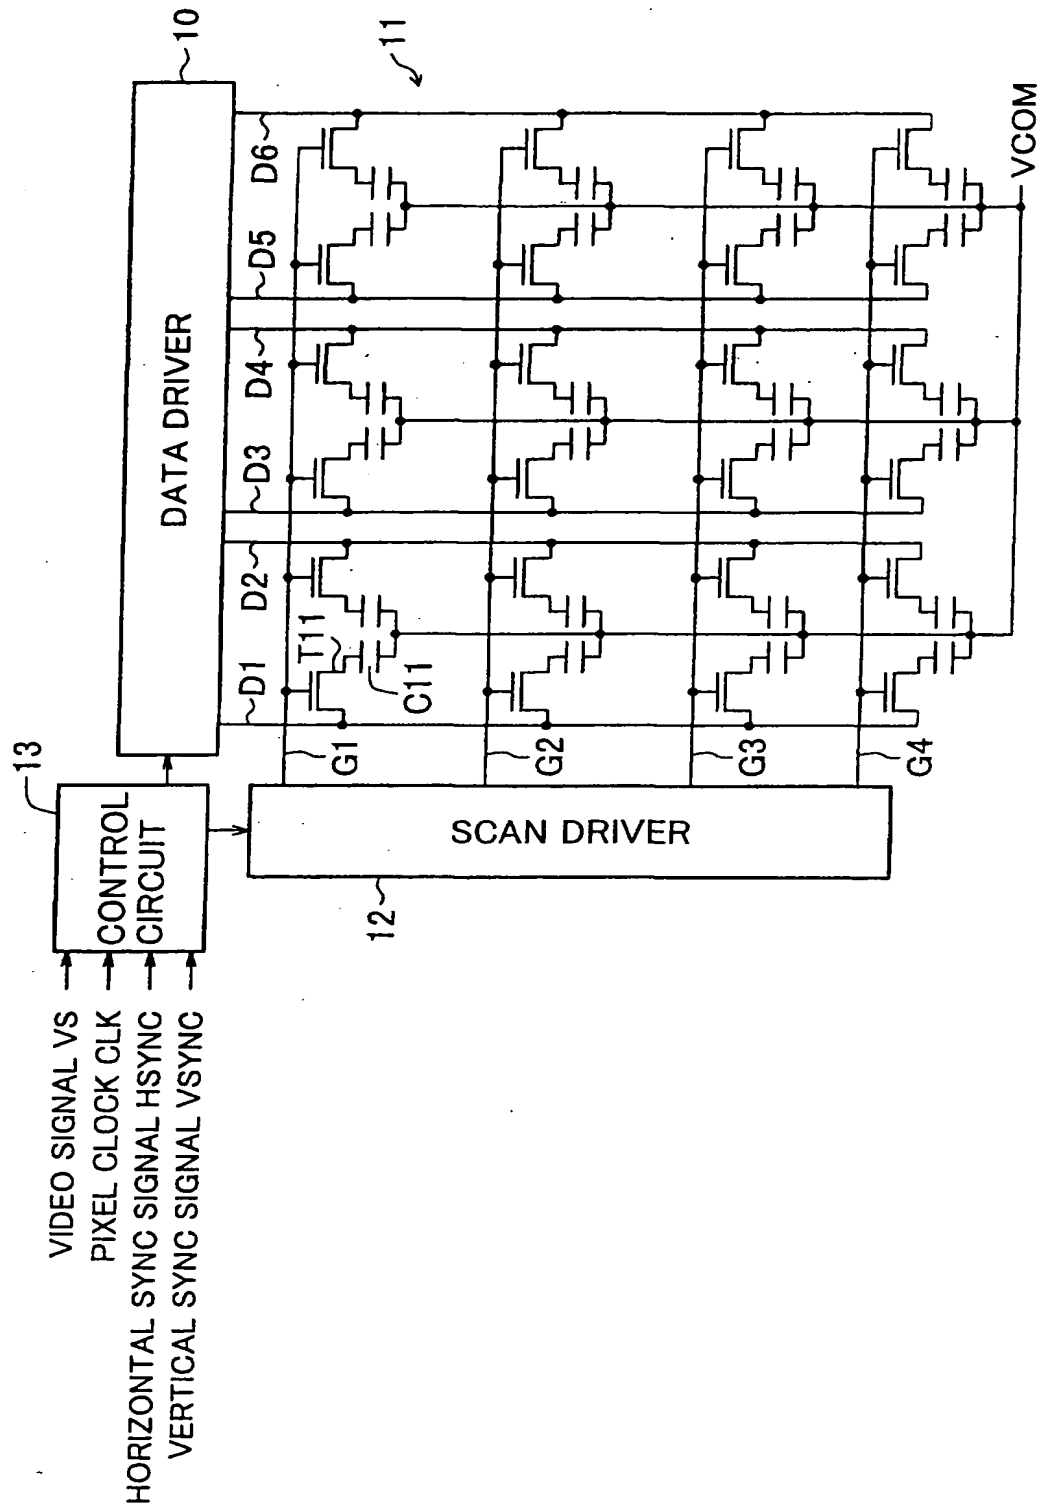 VIDEO SIGNAL VS
PIXEL CLOCK CLK
HORIZONTAL SYNC SIGNAL HSYNC
VERTICAL SYNC SIGNAL VSYNC
13
CONTROL
CIRCUIT
DATA DRIVER
10
11
D1
D2
D3
D4
D5
D6
T11
C11
G1
G2
G3
G4
SCAN DRIVER
12
VCOM